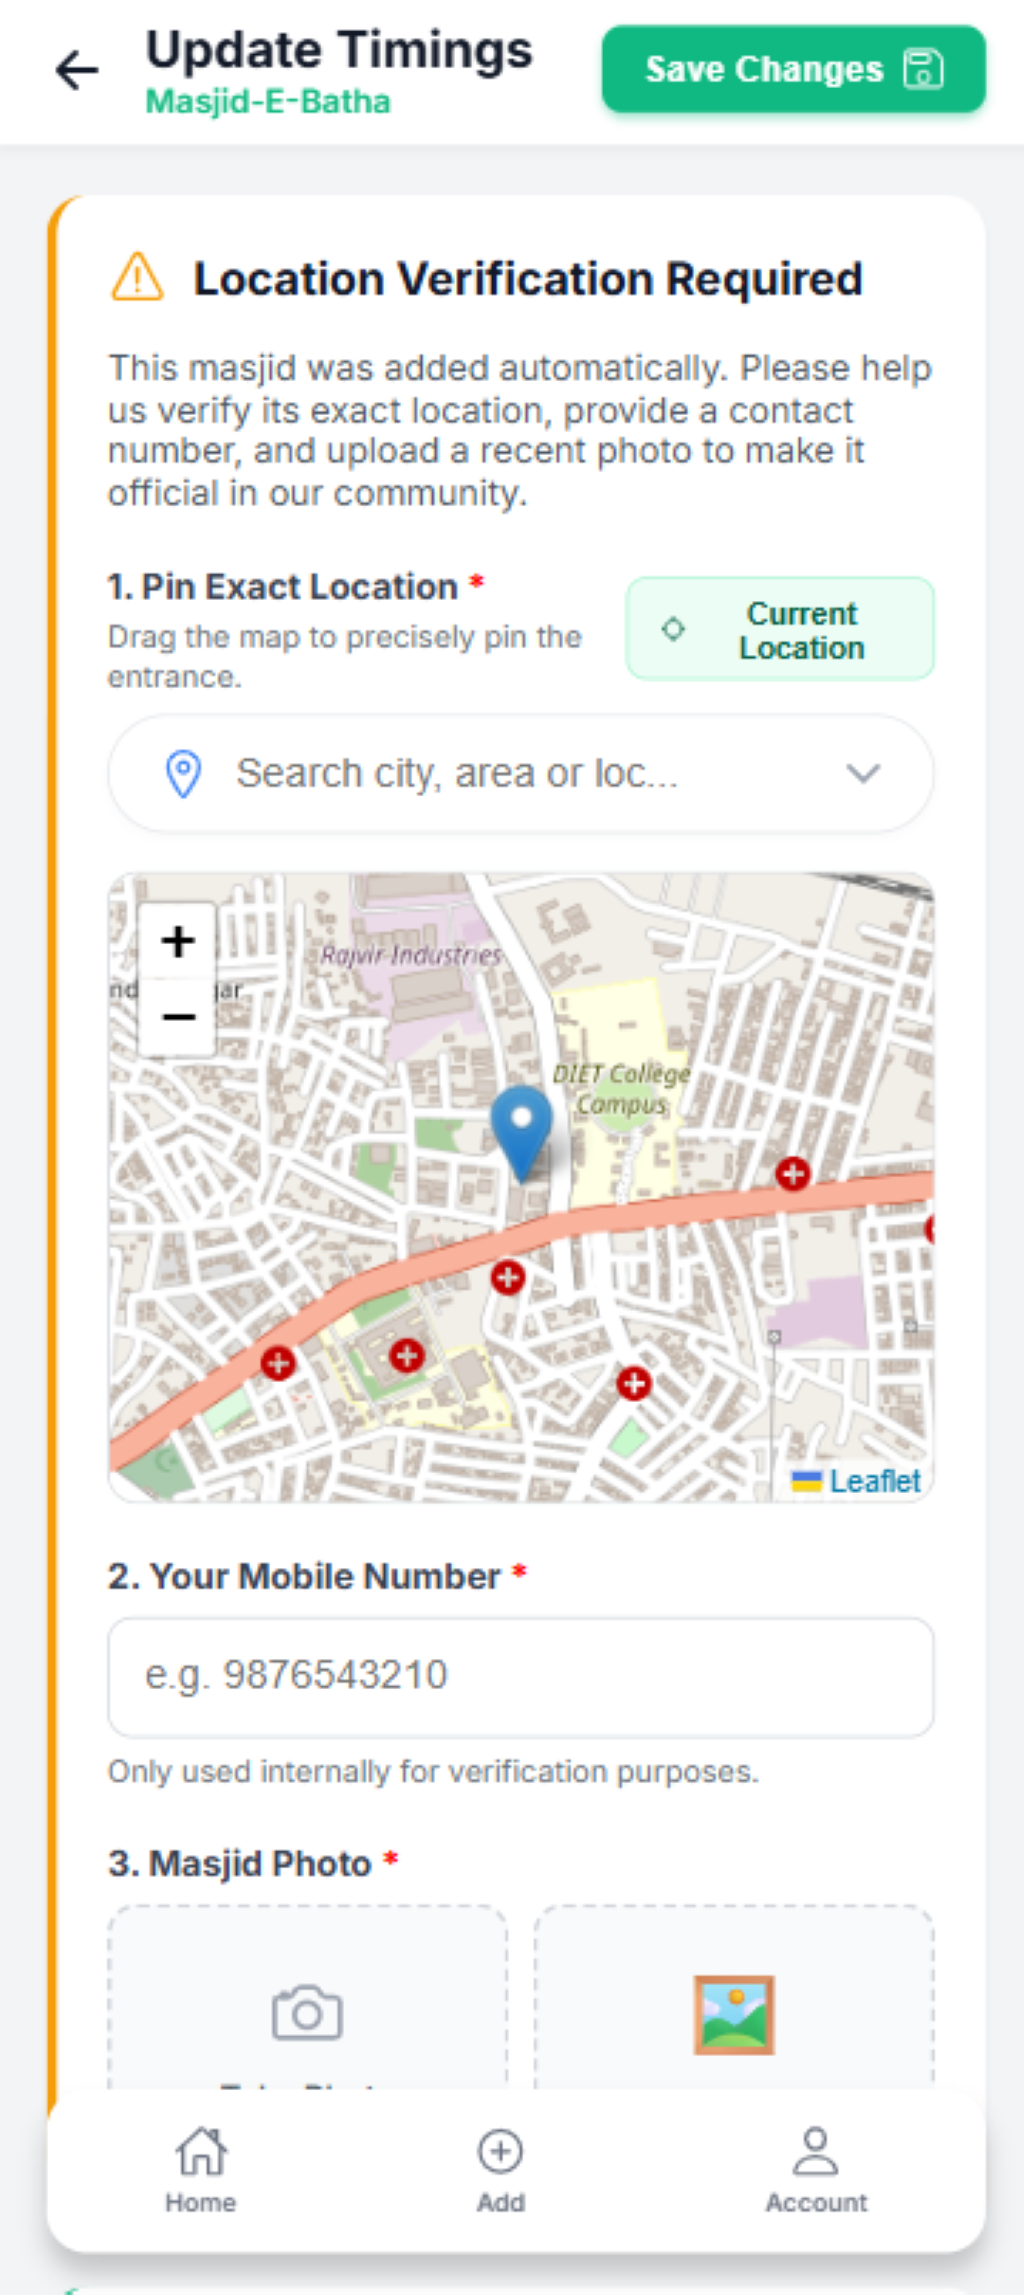 Update Timings
Masjid-E-Batha
Save Changes
Location Verification Required
This masjid was added automatically. Please help
us verify its exact location, provide a contact
number, and upload a recent photo to make it
official in our community.
1. Pin Exact Location *
Drag the map to precisely pin the
entrance.
Current
Location
Search city, area or loc...
+
−
Rajvir Industries
DIET College
Campus
Leaflet
2. Your Mobile Number *
e.g. 9876543210
Only used internally for verification purposes.
3. Masjid Photo *
Home
Add
Account